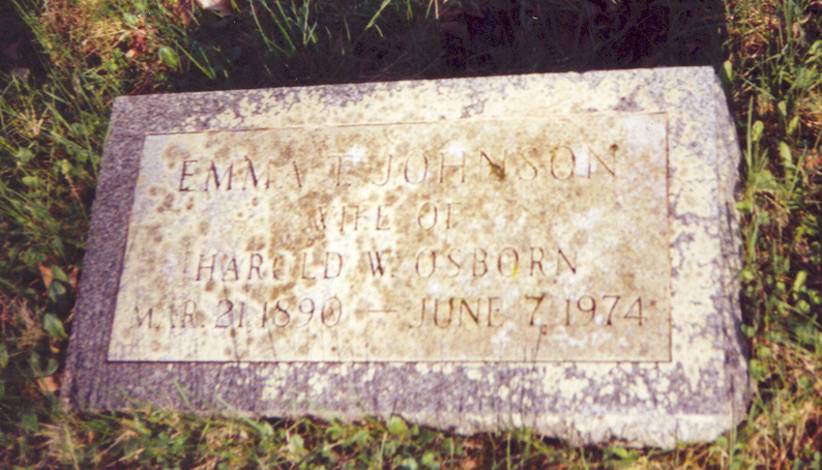 EMMA T. JOHNSON
WIFE OF
HAROLD W. OSBORN
MAR. 21, 1890 — JUNE 7, 1974